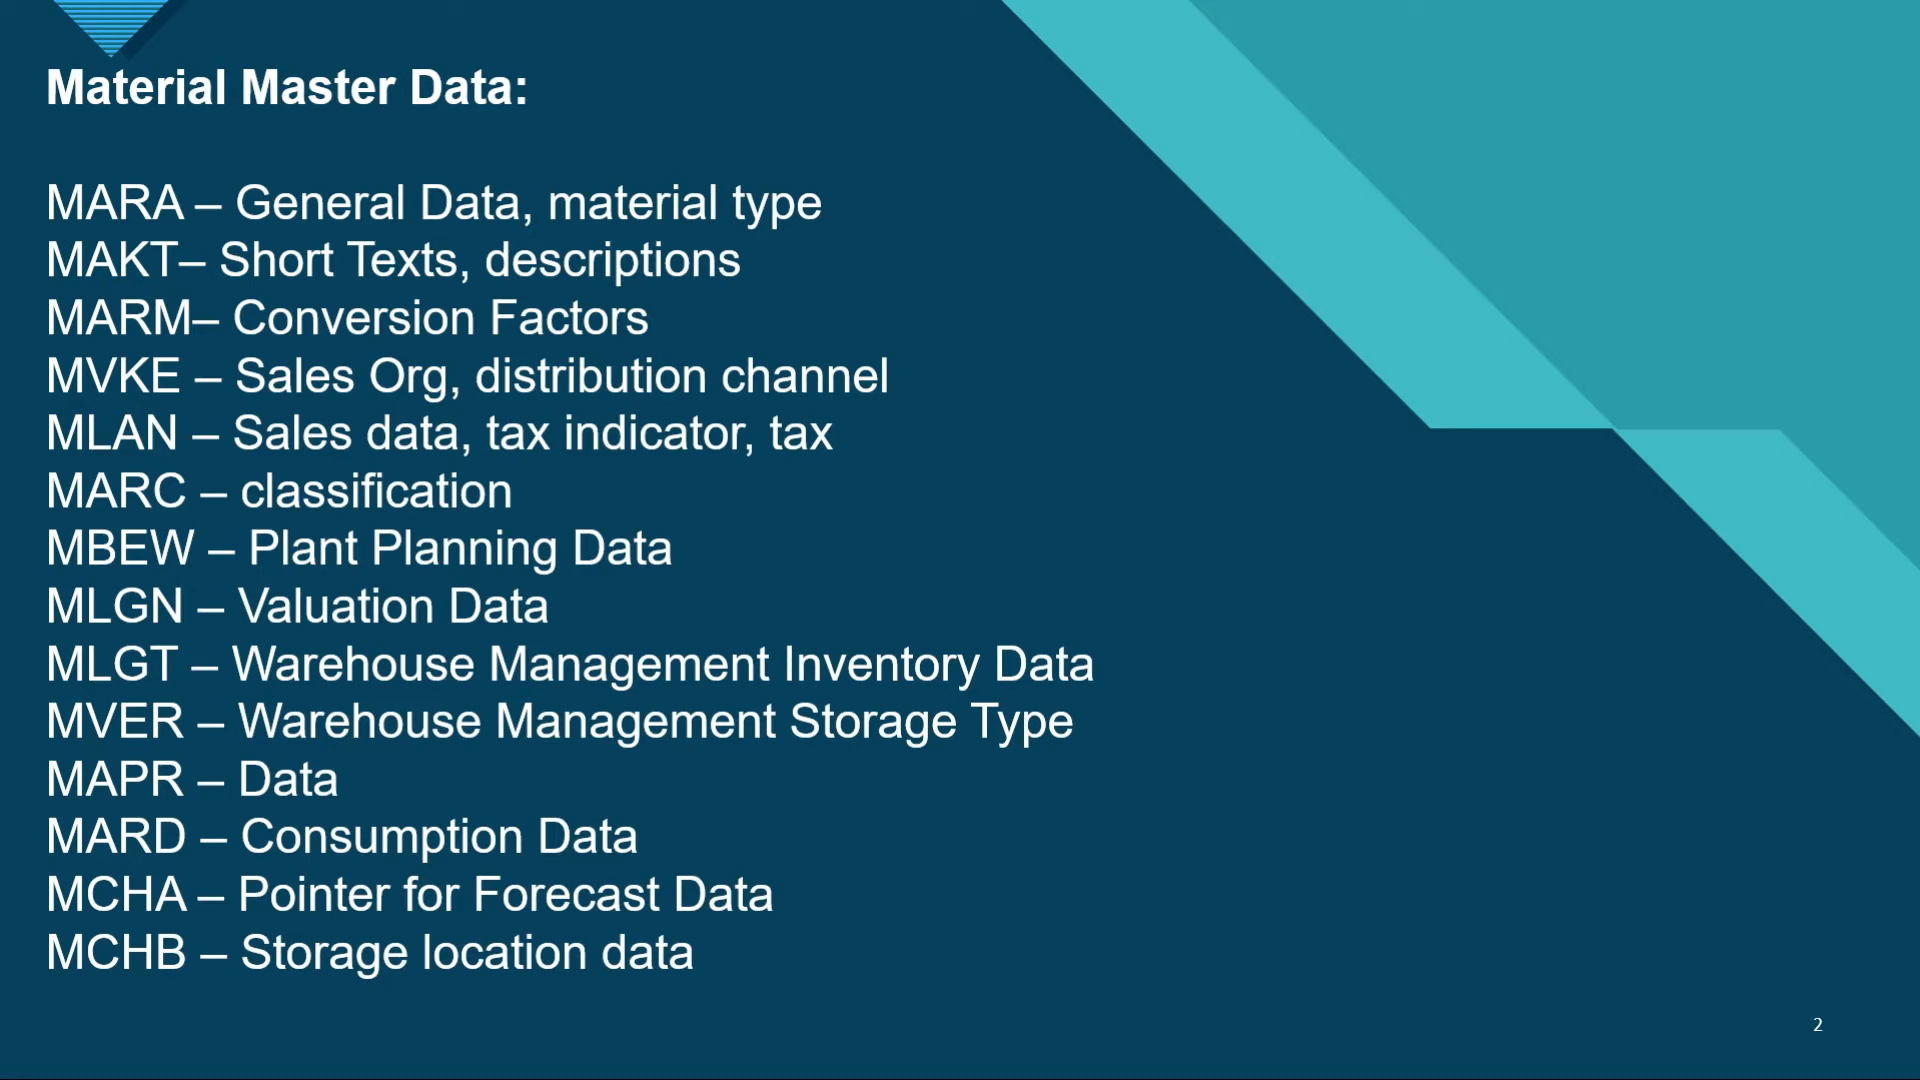 Material Master Data:
MARA – General Data, material type
MAKT– Short Texts, descriptions
MARM– Conversion Factors
MVKE – Sales Org, distribution channel
MLAN – Sales data, tax indicator, tax
MARC – classification
MBEW – Plant Planning Data
MLGN – Valuation Data
MLGT – Warehouse Management Inventory Data
MVER – Warehouse Management Storage Type
MAPR – Data
MARD – Consumption Data
MCHA – Pointer for Forecast Data
MCHB – Storage location data
2